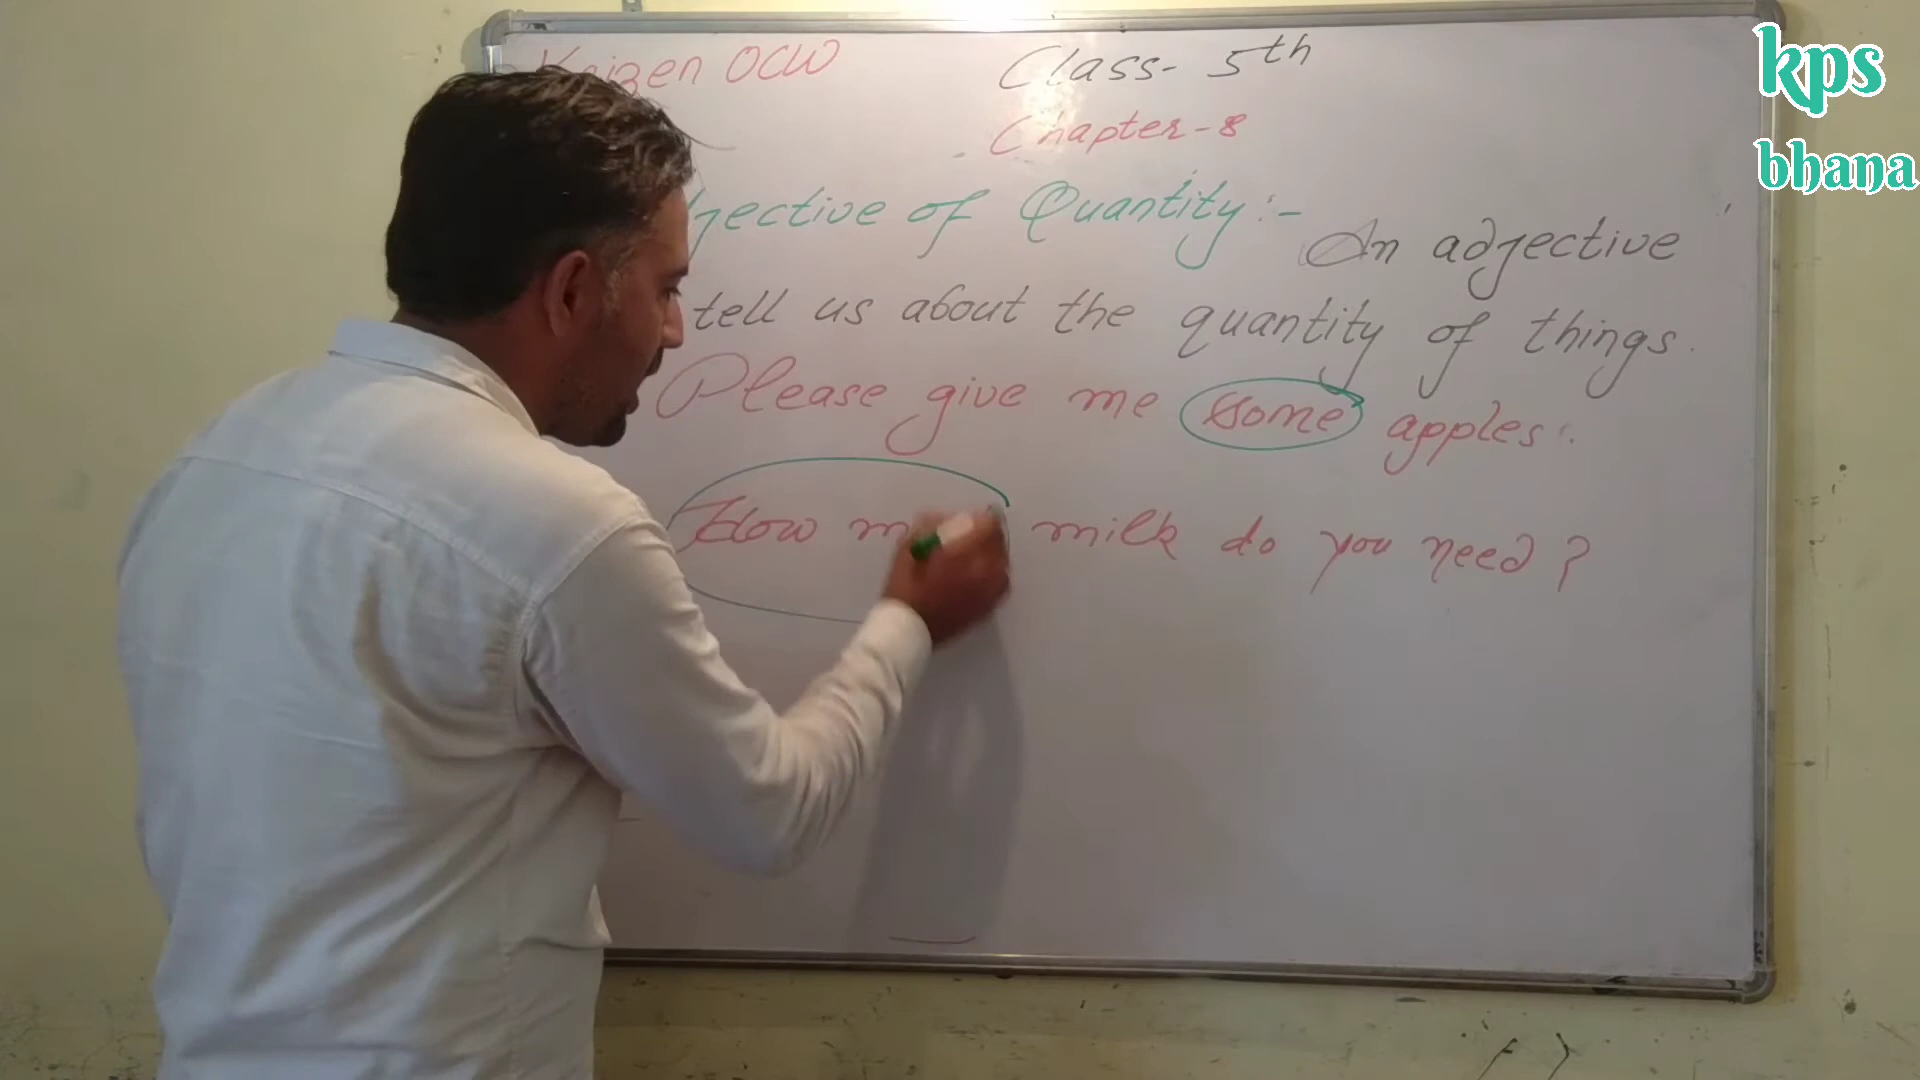 Kaizen OCW
Class- 5th
Chapter-8
of Quantity:- An adjective
tell us about the quantity of things.
Please give me some apples.
How milk do you need?
kps
bhana